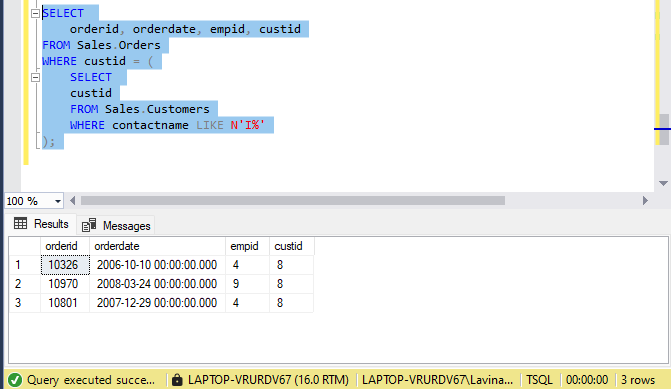 SELECT
orderid, orderdate, empid, custid
FROM Sales.Orders
WHERE custid = (
SELECT
custid
FROM Sales.Customers
WHERE contactname LIKE N'I%'
);
100 %
Results Messages
orderid orderdate empid custid
1 10326 2006-10-10 00:00:00.000 4 8
2 10970 2008-03-24 00:00:00.000 9 8
3 10801 2007-12-29 00:00:00.000 4 8
Query executed succe... LAPTOP-VRURDV67 (16.0 RTM) LAPTOP-VRURDV67\Lavina... TSQL 00:00:00 3 rows